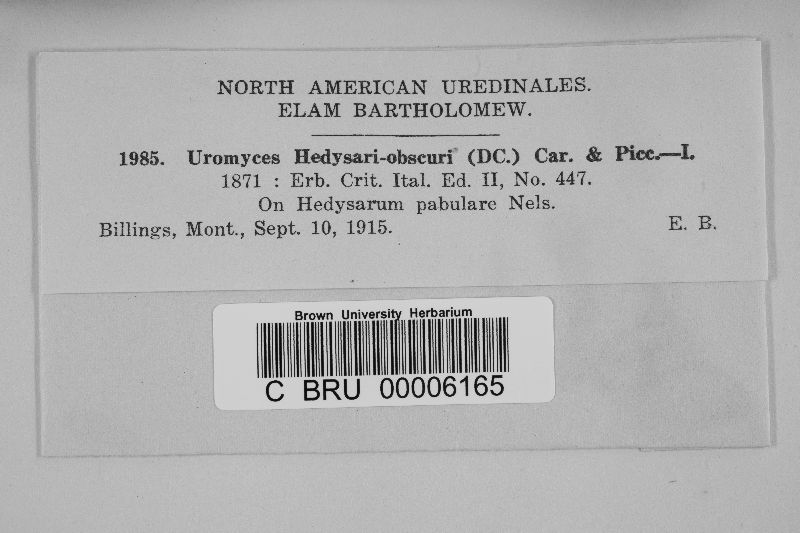 NORTH AMERICAN UREDINALES.
ELAM BARTHOLOMEW.
1985. Uromyces Hedysari-obscuri (DC.) Car. & Picc.—I.
1871 : Erb. Crit. Ital. Ed. II, No. 447.
On Hedysarum pabulare Nels.
Billings, Mont., Sept. 10, 1915. E. B.
Brown University Herbarium
C BRU 00006165